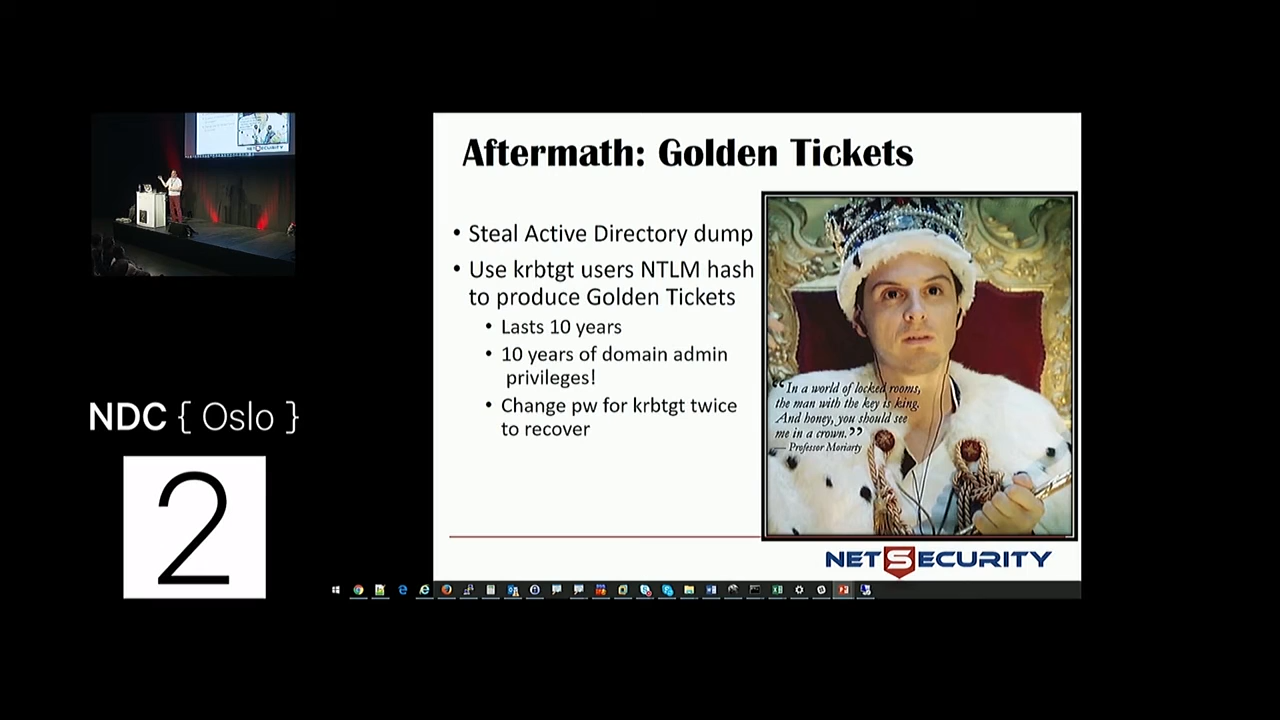 Aftermath: Golden Tickets
• Steal Active Directory dump
• Use krbtgt users NTLM hash
to produce Golden Tickets
• Lasts 10 years
• 10 years of domain admin
privileges!
• Change pw for krbtgt twice
to recover
“In a world of locked rooms,
the man with the key is king.
And honey, you should see
me in a crown.”
— Professor Moriarty
NETSECURITY
NDC { Oslo }
2